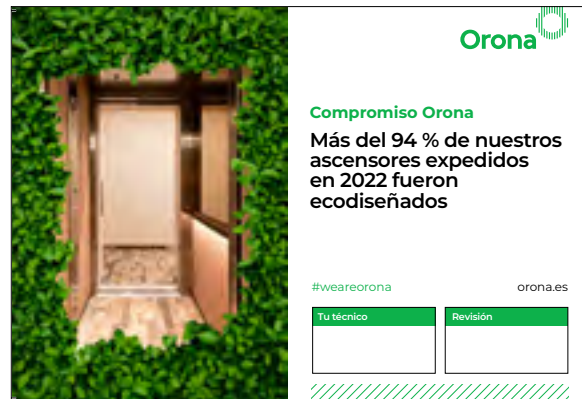 Orona
Compromiso Orona
Más del 94 % de nuestros
ascensores expedidos
en 2022 fueron
ecodiseñados
#weareorona
orona.es
Tu técnico
Revisión